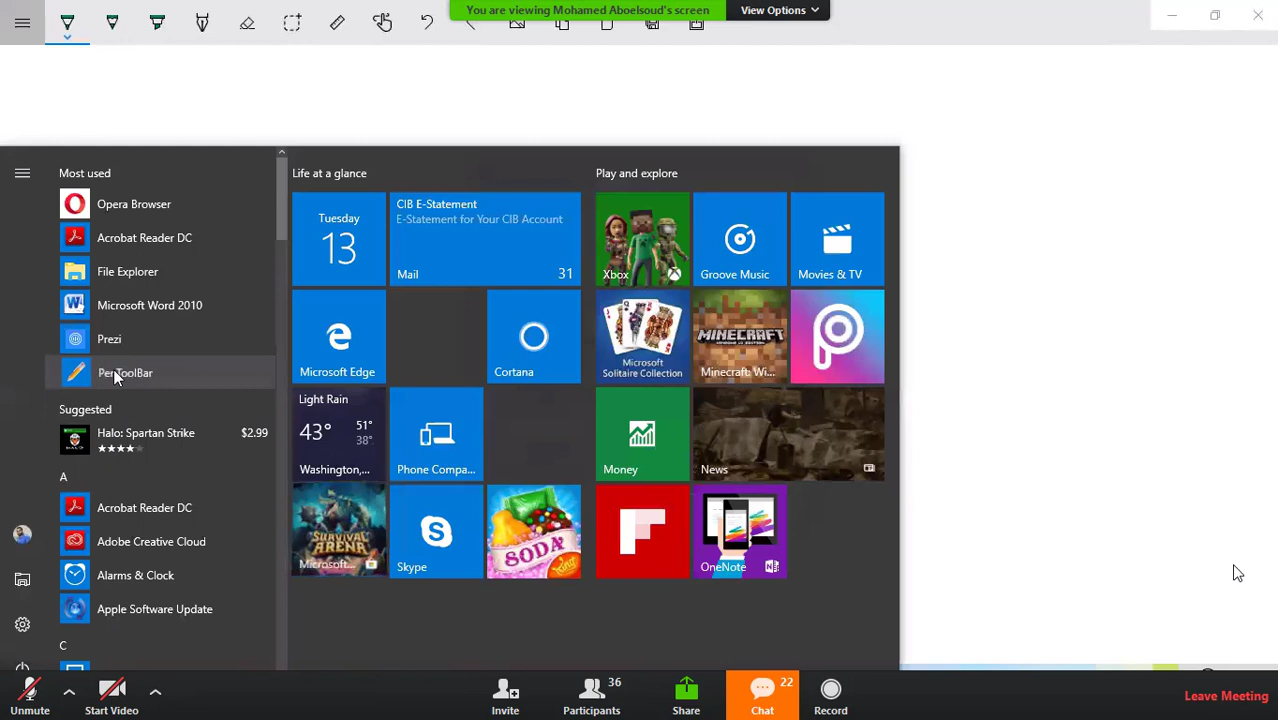 You are viewing Mohamed Aboelsoud's screen
View Options
Most used
Life at a glance
Play and explore
Opera Browser
Acrobat Reader DC
File Explorer
Microsoft Word 2010
Prezi
PenToolBar
Suggested
Halo: Spartan Strike
$2.99
A
Acrobat Reader DC
Adobe Creative Cloud
Alarms & Clock
Apple Software Update
C
Tuesday
13
CIB E-Statement
E-Statement for Your CIB Account
Mail
31
Xbox
Groove Music
Movies & TV
Microsoft Edge
Cortana
Microsoft
Solitaire Collection
MINECRAFT
Minecraft: Wi...
Light Rain
43°
51°
38°
Washington,...
Phone Compa...
Money
News
SURVIVAL
ARENA
Microsoft...
Skype
SODA
OneNote
Unmute
Start Video
Invite
36
Participants
Share
22
Chat
Record
Leave Meeting